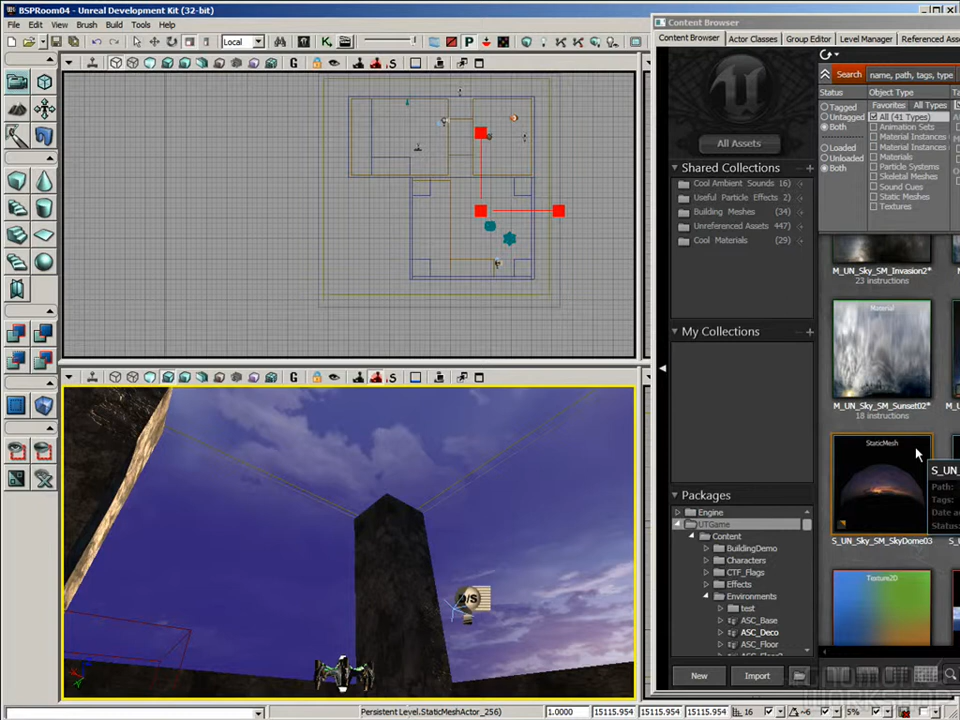 BSPRoom04 - Unreal Development Kit (32-bit)
File Edit View Brush Build Tools Help
Local
Content Browser
Content Browser Actor Classes Group Editor Level Manager Referenced Ass
Search name, path, tags, type
Status Object Type
Tagged
Untagged
Both
Loaded
Unloaded
Both
Favorites All Types
All (41 Types)
Animation Sets
Material Instances
Material Instances
Materials
Particle Systems
Skeletal Meshes
Sound Cues
Static Meshes
Textures
All Assets
Shared Collections
Cool Ambient Sounds 16)
Useful Particle Effects 2)
Building Meshes (34)
Unreferenced Assets 447)
Cool Materials (29)
My Collections
Packages
Engine
UTGame
Content
BuildingDemo
Characters
CTF_Flags
Effects
Environments
test
ASC_Base
ASC_Deco
ASC_Floor
New Import
M_UN_Sky_SM_Invasion2*
23 instructions
Material
M_UN_Sky_SM_Sunset02*
18 instructions
StaticMesh
S_UN_Sky_SM_SkyDome03
S_UN_
Path:
Tags:
Date a
Status:
Texture2D
D/S
Persistent Level.StaticMeshActor_256) 1.0000 15115.954 15115.954 15115.954 16 ~6 5%